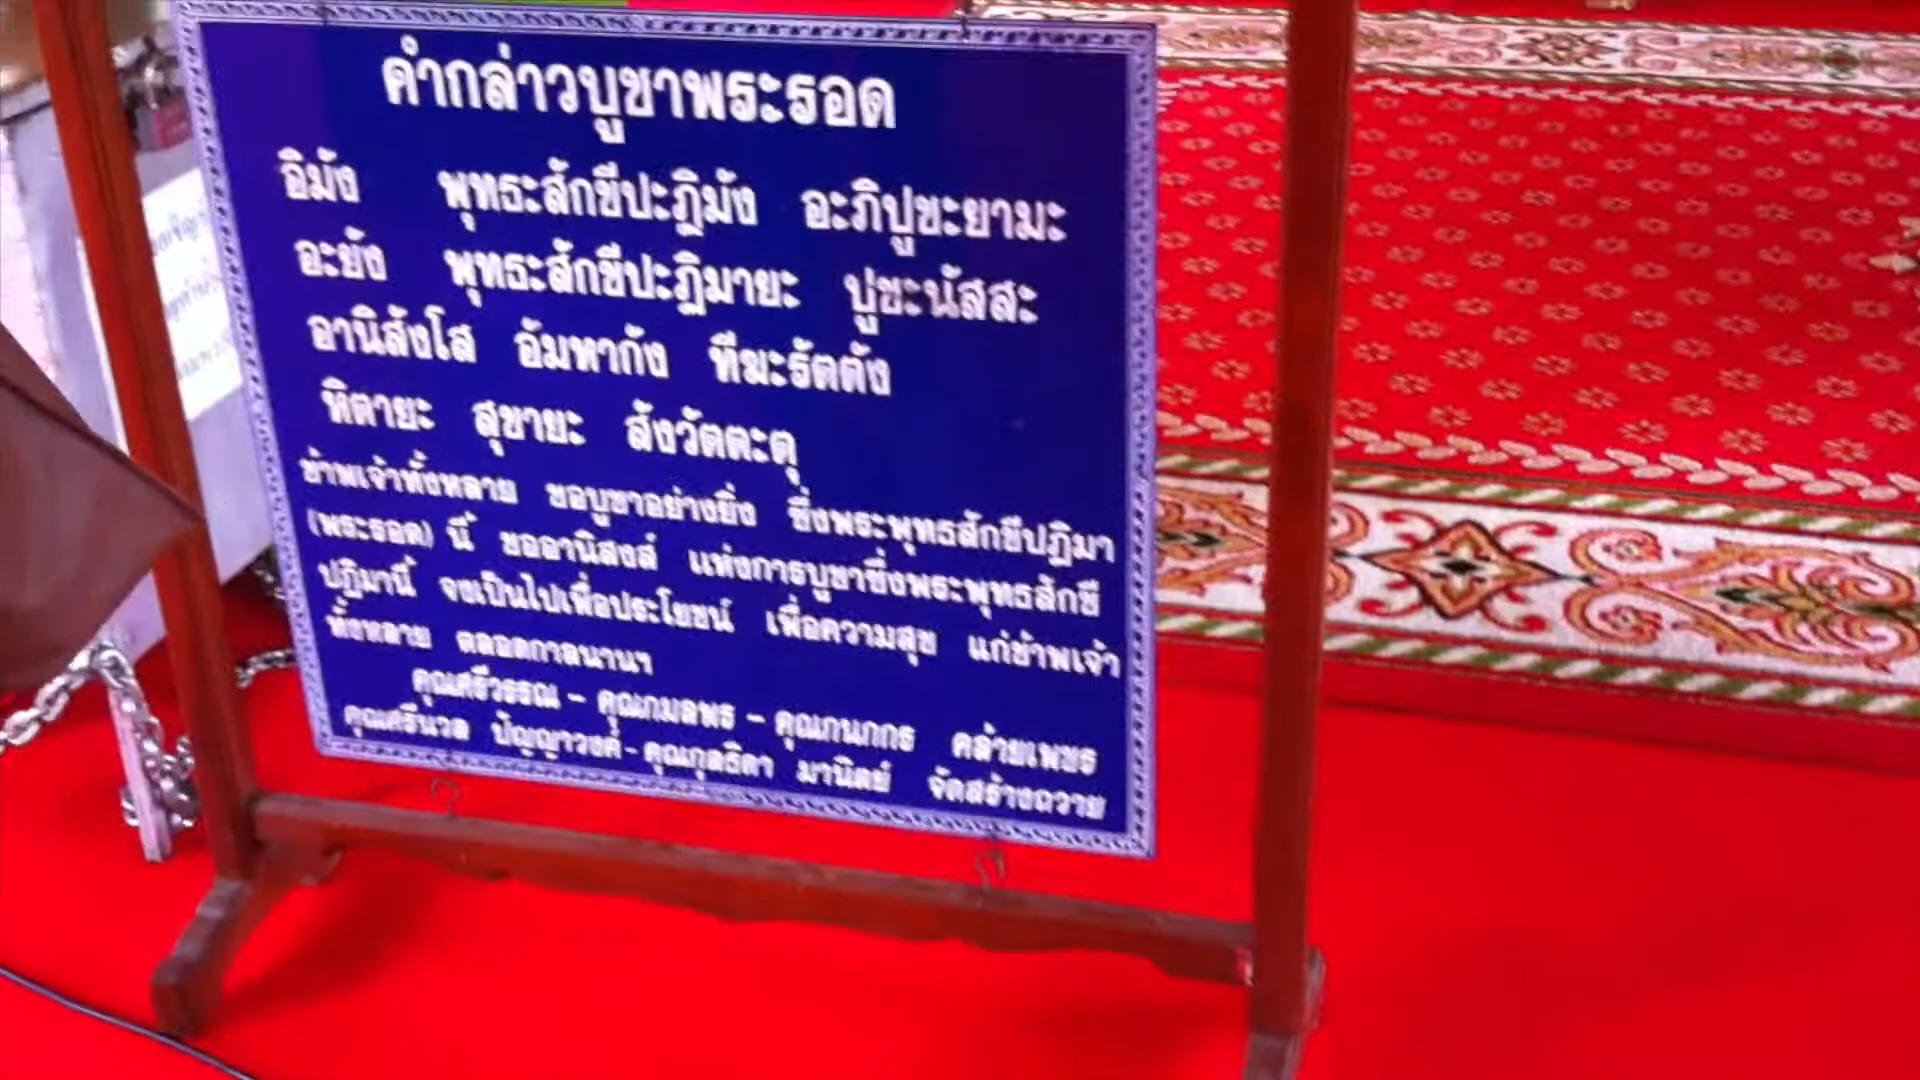 คำกล่าวบูชาพระรอด
อิมัง พุทธะสักขีปะฏิมัง อะภิปูชะยามะ
อะยัง พุทธะสักขีปะฏิมายะ ปูชะนัสสะ
อานิสังโส อัมหากัง ทีฆะรัตตัง
หิตายะ สุขายะ สังวัตตะตุ
ข้าพเจ้าทั้งหลาย ขอบูชาอย่างยิ่ง ซึ่งพระพุทธสักขีปฏิมา
(พระรอด) นี้ ขออานิสงส์ แห่งการบูชาซึ่งพระพุทธสักขี
ปฏิมานี้ จงเป็นไปเพื่อประโยชน์ เพื่อความสุข แก่ข้าพเจ้า
ทั้งหลาย ตลอดกาลนานฯ
คุณศรีวรรณ - คุณกมลพร - คุณกนกกร คล้ายเพชร
คุณศรีนวล ปัญญาวงค์ - คุณกุลธิดา มานิตย์ จัดสร้างถวาย